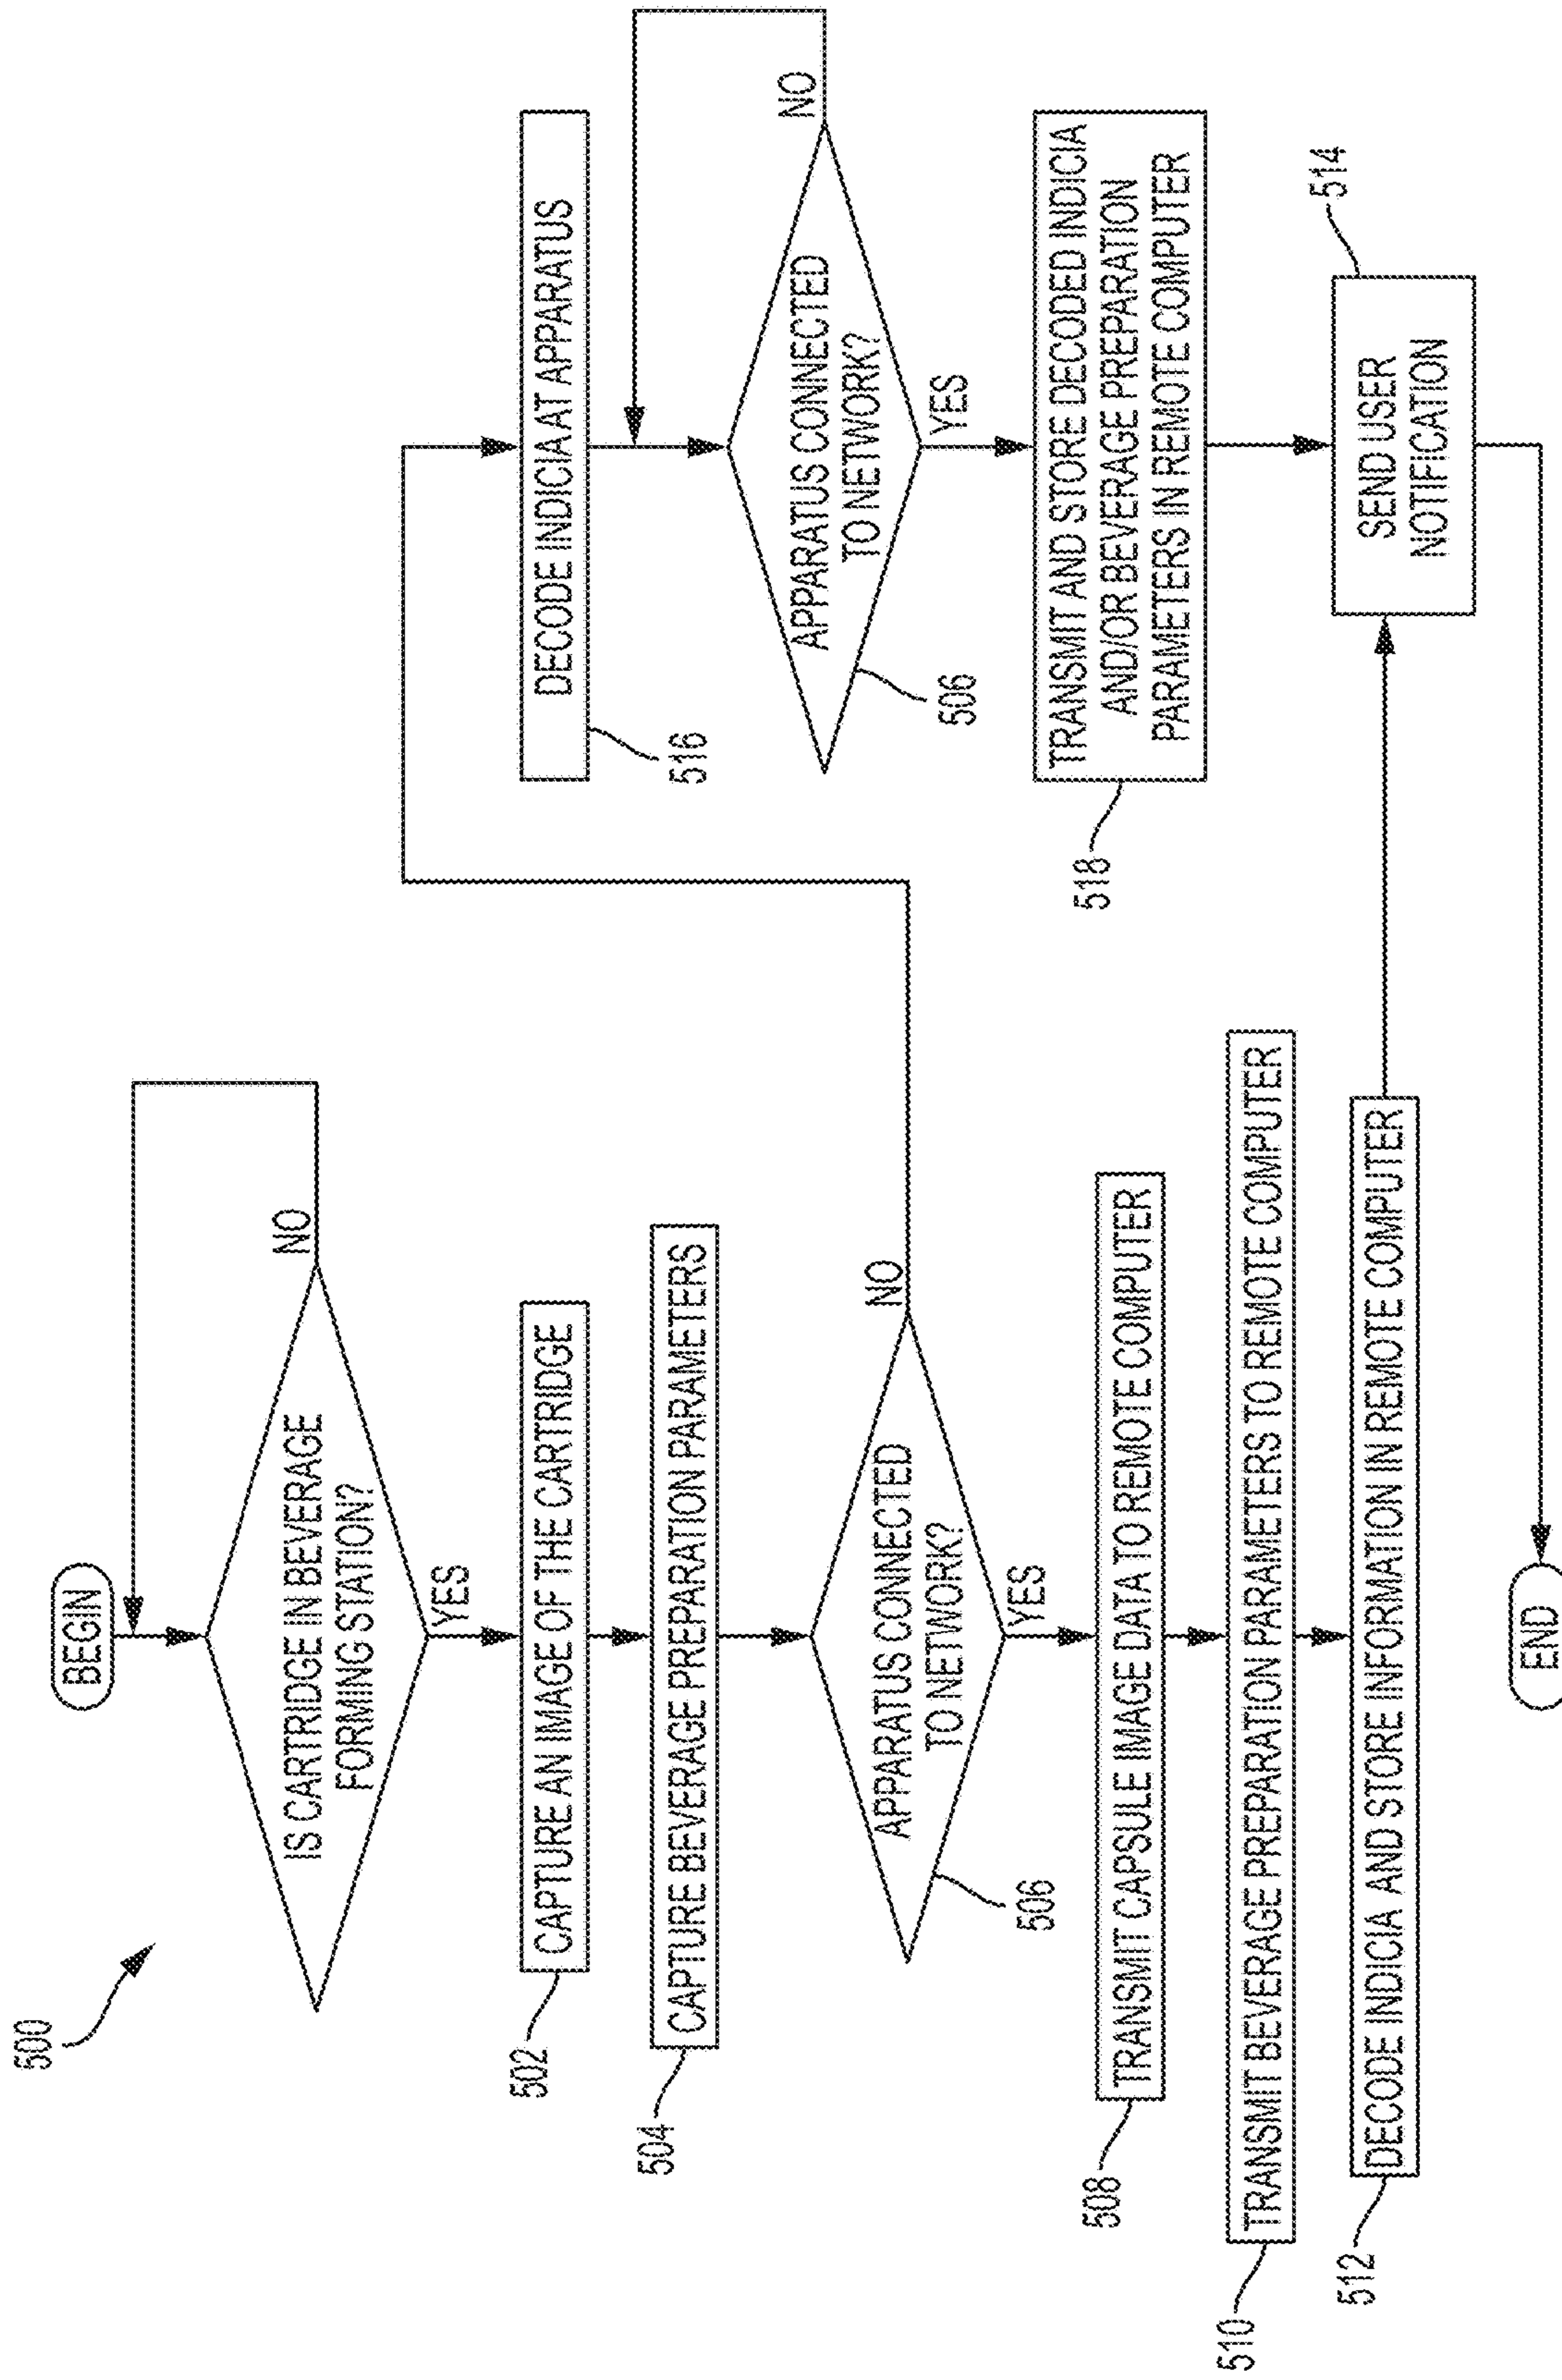 500
BEGIN
IS CARTRIDGE IN BEVERAGE
FORMING STATION?
NO
YES
CAPTURE AN IMAGE OF THE CARTRIDGE
502
CAPTURE BEVERAGE PREPARATION PARAMETERS
504
APPARATUS CONNECTED
TO NETWORK?
506
NO
YES
TRANSMIT CAPSULE IMAGE DATA TO REMOTE COMPUTER
508
TRANSMIT BEVERAGE PREPARATION PARAMETERS TO REMOTE COMPUTER
510
DECODE INDICIA AND STORE INFORMATION IN REMOTE COMPUTER
512
DECODE INDICIA AT APPARATUS
516
APPARATUS CONNECTED
TO NETWORK?
506
NO
YES
TRANSMIT AND STORE DECODED INDICIA
AND/OR BEVERAGE PREPARATION
PARAMETERS IN REMOTE COMPUTER
518
SEND USER
NOTIFICATION
514
END